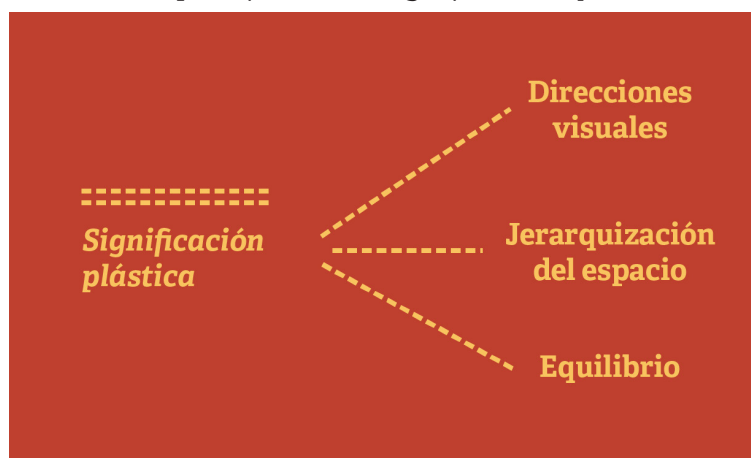 Significación
plástica
Direcciones
visuales
Jerarquización
del espacio
Equilibrio